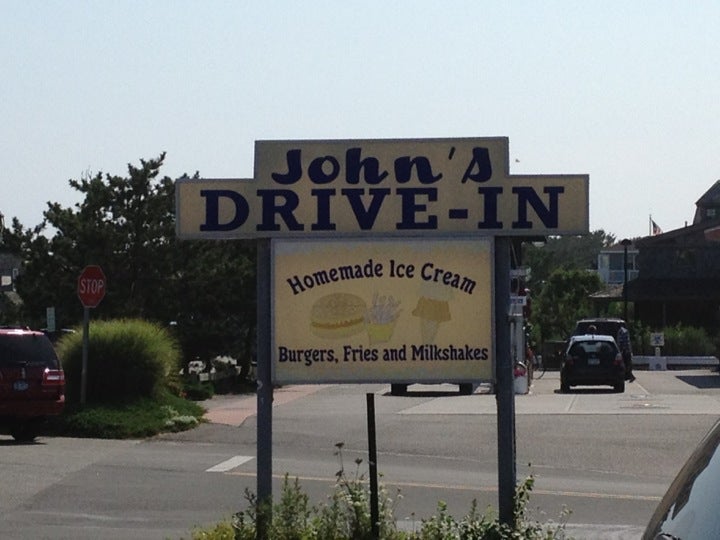 John's
DRIVE-IN
Homemade Ice Cream
Burgers, Fries and Milkshakes
STOP